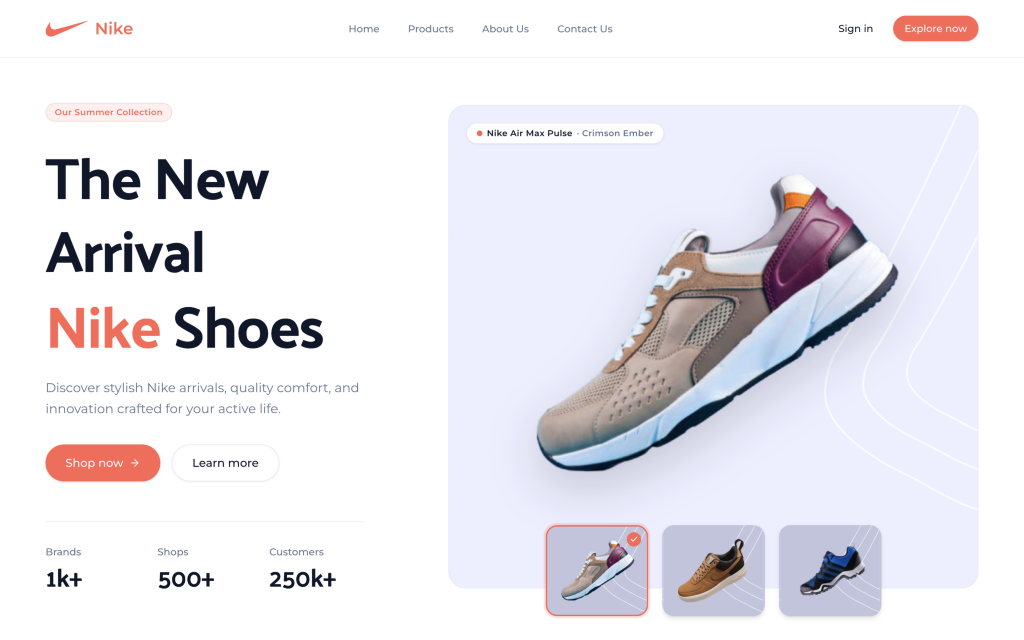 Nike
Home
Products
About Us
Contact Us
Sign in
Explore now
Our Summer Collection
The New
Arrival
Nike Shoes
Discover stylish Nike arrivals, quality comfort, and
innovation crafted for your active life.
Shop now →
Learn more
Brands
1k+
Shops
500+
Customers
250k+
Nike Air Max Pulse · Crimson Ember